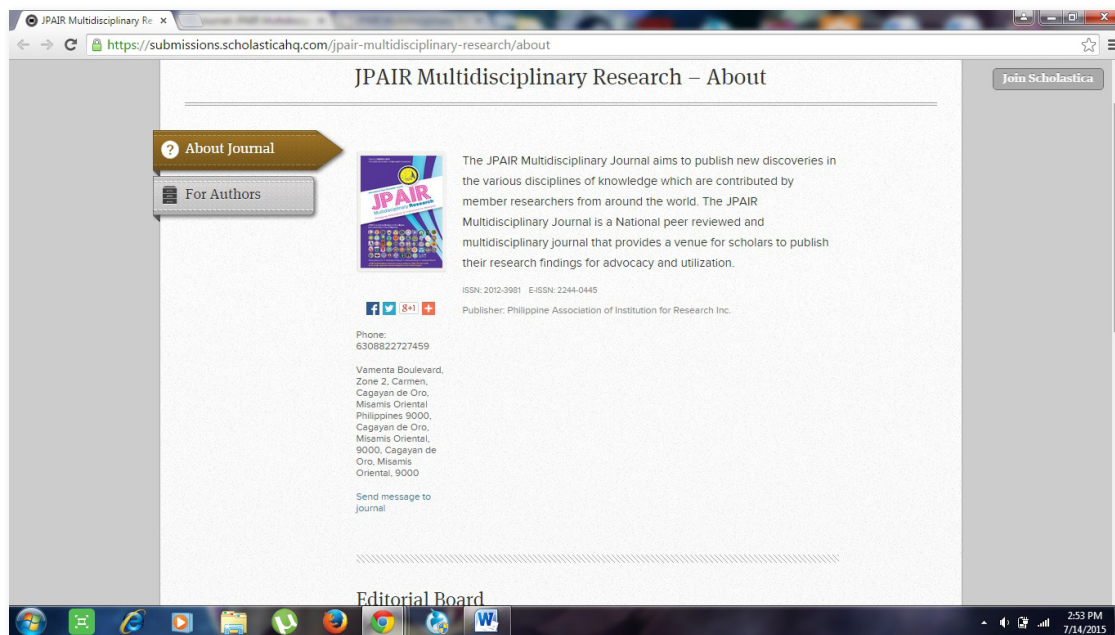 JPAIR Multidisciplinary Re
https://submissions.scholasticahq.com/jpair-multidisciplinary-research/about
JPAIR Multidisciplinary Research – About
Join Scholastica
About Journal
For Authors
JPAIR
Multidisciplinary Research
The JPAIR Multidisciplinary Journal aims to publish new discoveries in
the various disciplines of knowledge which are contributed by
member researchers from around the world. The JPAIR
Multidisciplinary Journal is a National peer reviewed and
multidisciplinary journal that provides a venue for scholars to publish
their research findings for advocacy and utilization.
ISSN: 2012-3981 E-ISSN: 2244-0445
Publisher: Philippine Association of Institution for Research Inc.
Phone:
6308822727459
Vamenta Boulevard,
Zone 2, Carmen,
Cagayan de Oro,
Misamis Oriental
Philippines 9000,
Cagayan de Oro,
Misamis Oriental,
9000, Cagayan de
Oro, Misamis
Oriental, 9000
Send message to
journal
Editorial Board
2:53 PM
7/14/2015